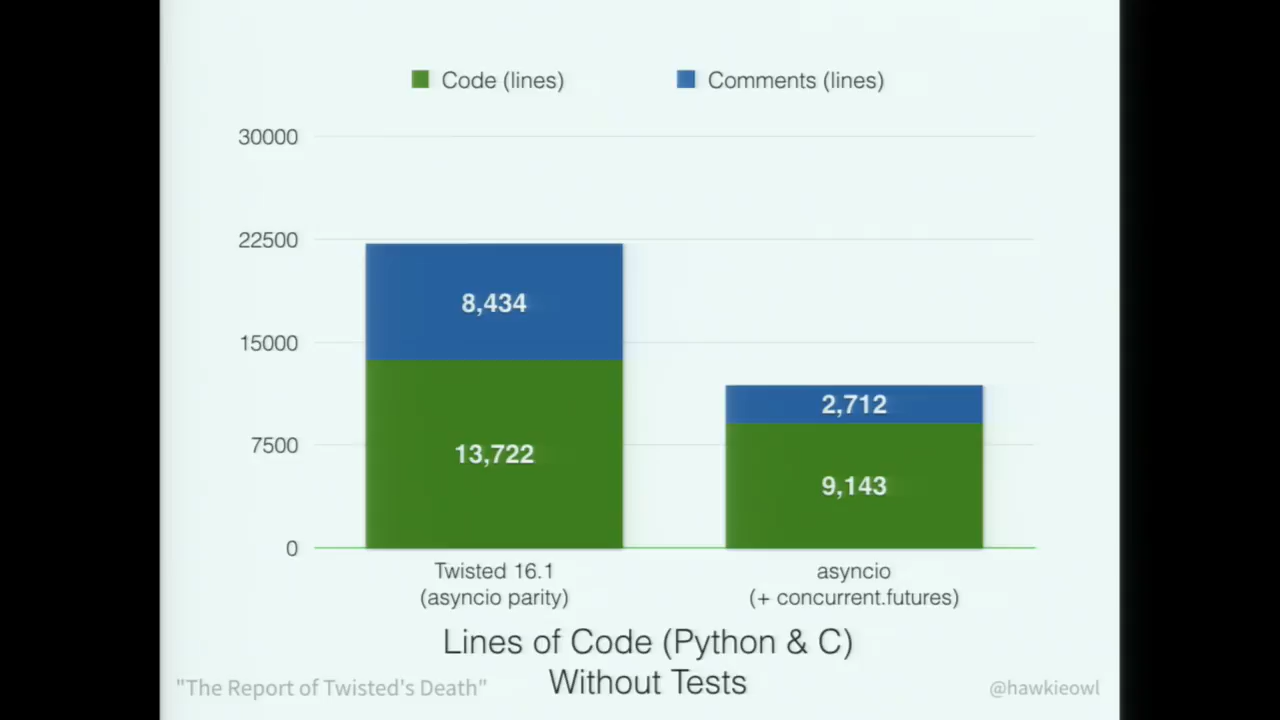 Code (lines)
Comments (lines)
30000
22500
15000
7500
0
8,434
13,722
2,712
9,143
Twisted 16.1
(asyncio parity)
asyncio
(+ concurrent.futures)
Lines of Code (Python & C)
Without Tests
"The Report of Twisted's Death"
@hawkieowl